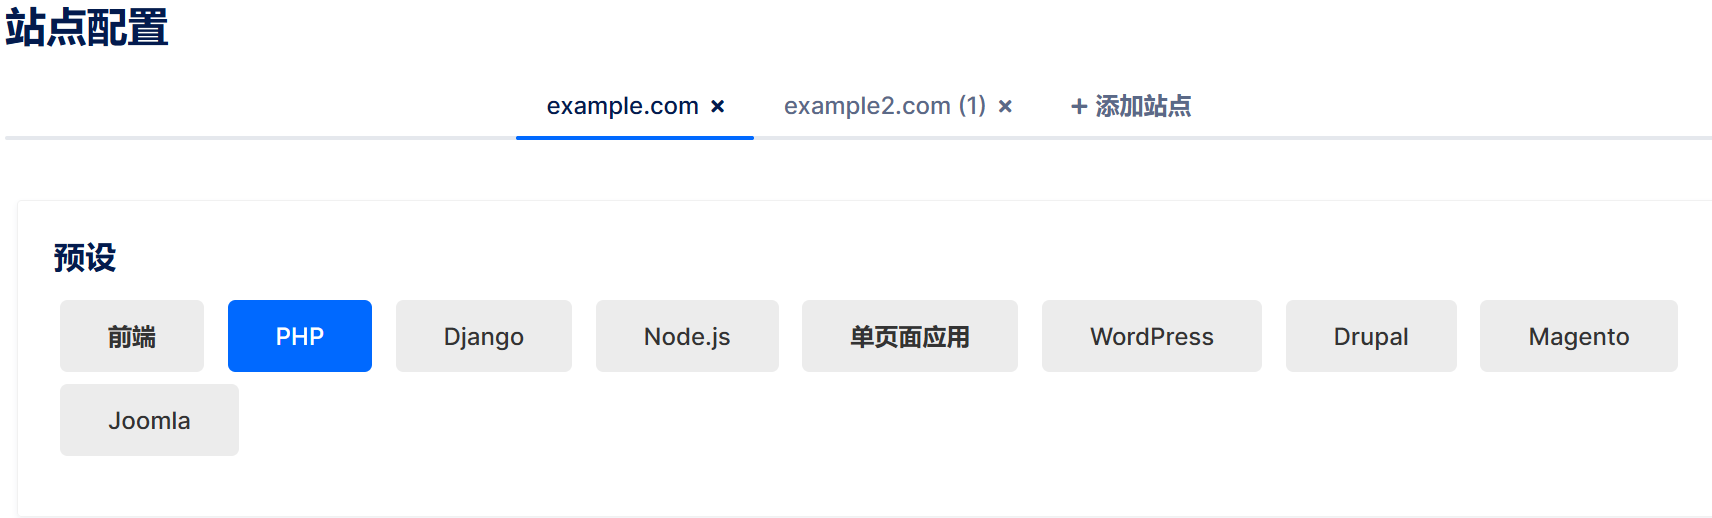 站点配置
example.com × example2.com (1) × + 添加站点
预设
前端 PHP Django Node.js 单页面应用 WordPress Drupal Magento
Joomla